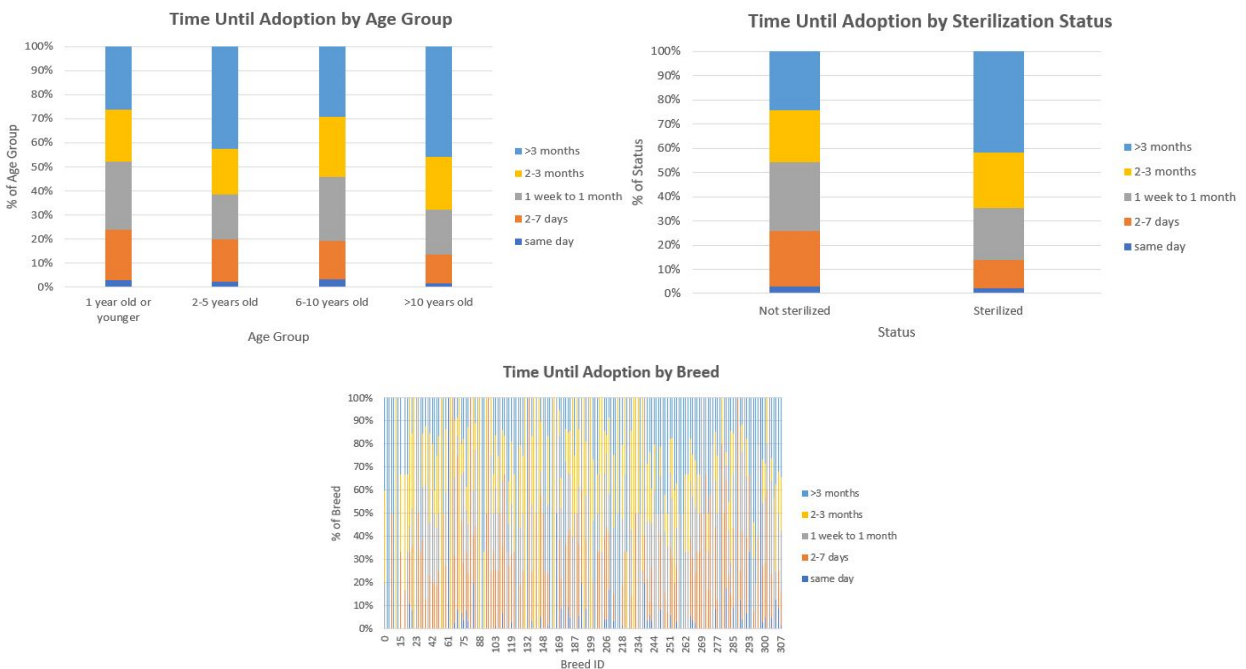 Time Until Adoption by Age Group
100%
90%
80%
70%
60%
50%
40%
30%
20%
10%
0%
% of Age Group
1 year old or
younger
2-5 years old
6-10 years old
>10 years old
Age Group
>3 months
2-3 months
1 week to 1 month
2-7 days
same day
Time Until Adoption by Sterilization Status
100%
90%
80%
70%
60%
50%
40%
30%
20%
10%
0%
% of Status
Not sterilized
Sterilized
Status
>3 months
2-3 months
1 week to 1 month
2-7 days
same day
Time Until Adoption by Breed
100%
90%
80%
70%
60%
50%
40%
30%
20%
10%
0%
% of Breed
0
15
23
42
61
75
88
103
119
132
148
169
187
199
206
218
234
244
251
262
269
277
285
293
300
307
Breed ID
>3 months
2-3 months
1 week to 1 month
2-7 days
same day